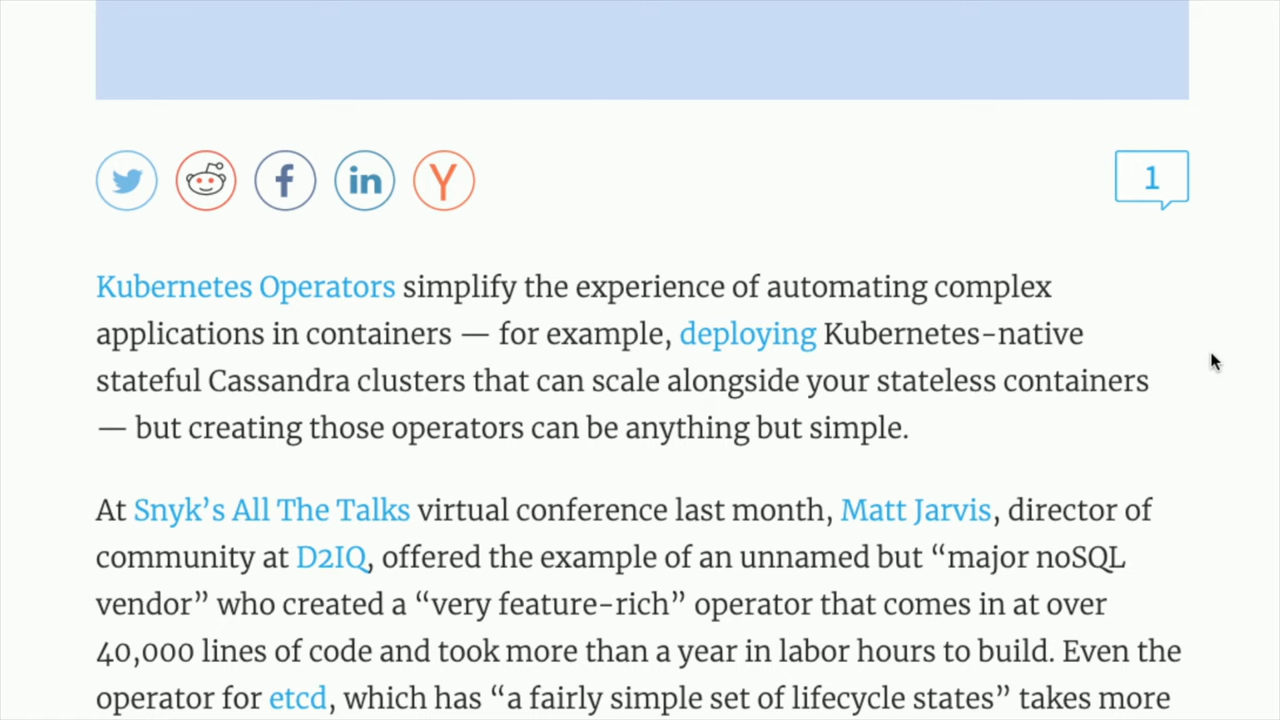 f
in
Y
1
Kubernetes Operators simplify the experience of automating complex
applications in containers — for example, deploying Kubernetes-native
stateful Cassandra clusters that can scale alongside your stateless containers
— but creating those operators can be anything but simple.
At Snyk’s All The Talks virtual conference last month, Matt Jarvis, director of
community at D2IQ, offered the example of an unnamed but “major noSQL
vendor” who created a “very feature-rich” operator that comes in at over
40,000 lines of code and took more than a year in labor hours to build. Even the
operator for etcd, which has “a fairly simple set of lifecycle states” takes more